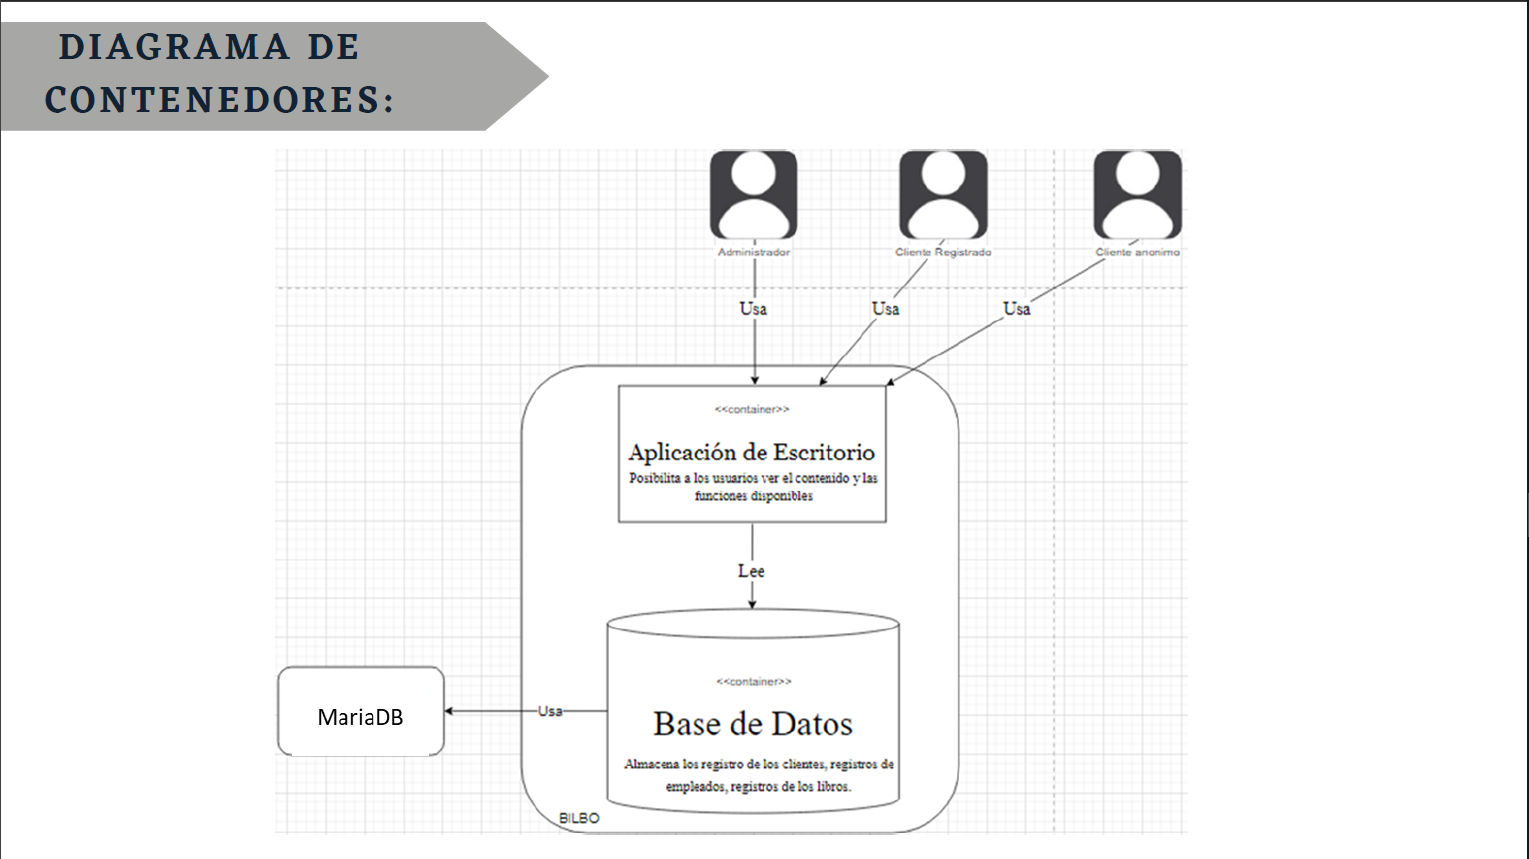 DIAGRAMA DE
CONTENEDORES:
Administrador
Cliente Registrado
Cliente anonimo
Usa
Usa
Usa
<<container>>
Aplicación de Escritorio
Posibilita a los usuarios ver el contenido y las
funciones disponibles
Lee
<<container>>
Base de Datos
Almacena los registro de los clientes, registros de
empleados, registros de los libros.
Usa
MariaDB
BILBO